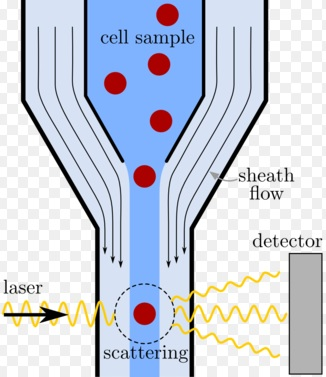 cell sample
sheath
flow
detector
laser
scattering